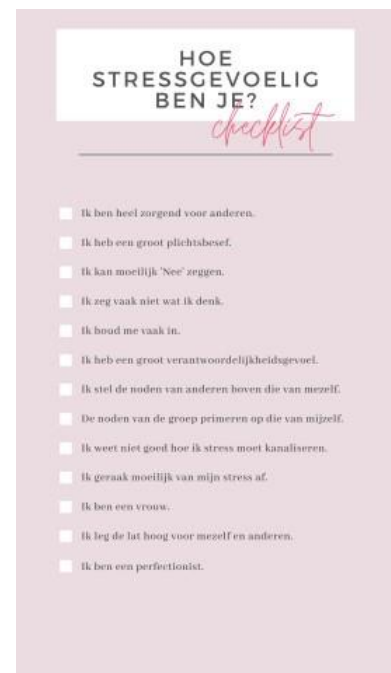 HOE
STRESSGEVOELIG
BEN JE?
checklist
Ik ben heel zorgend voor anderen.
Ik heb een groot plichtsbesef.
Ik kan moeilijk 'Nee' zeggen.
Ik zeg vaak niet wat ik denk.
Ik houd me vaak in.
Ik heb een groot verantwoordelijkheidsgevoel.
Ik stel de noden van anderen boven die van mezelf.
De noden van de groep primeren op die van mijzelf.
Ik weet niet goed hoe ik stress moet kanaliseren.
Ik geraak moeilijk van mijn stress af.
Ik ben een vrouw.
Ik leg de lat hoog voor mezelf en anderen.
Ik ben een perfectionist.